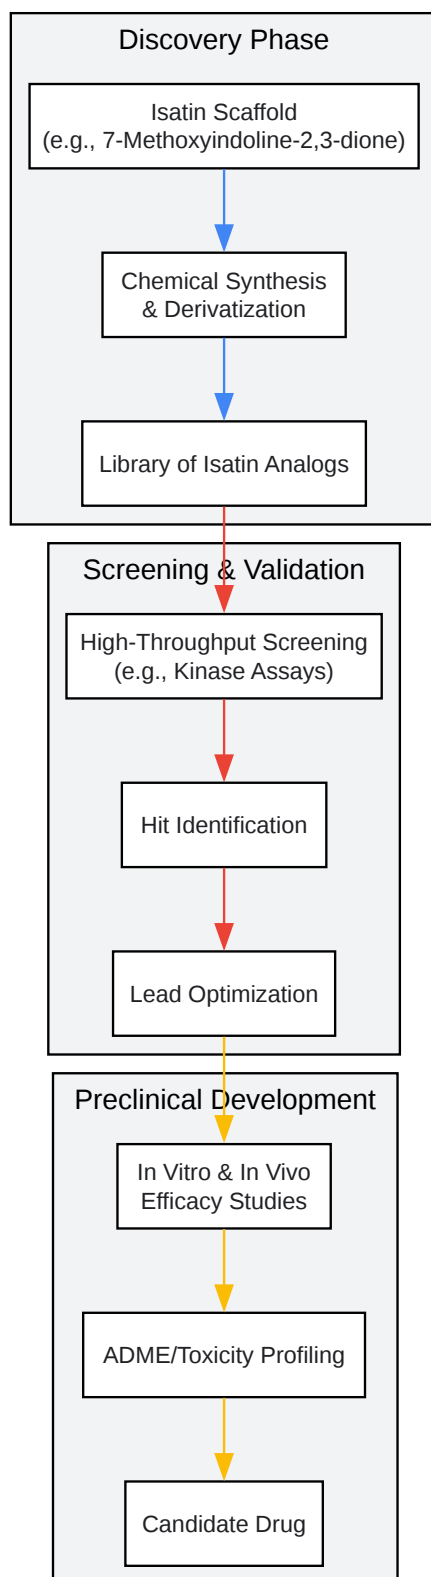 Discovery Phase
Isatin Scaffold
(e.g., 7-Methoxyindoline-2,3-dione)
Chemical Synthesis
& Derivatization
Library of Isatin Analogs
Screening & Validation
High-Throughput Screening
(e.g., Kinase Assays)
Hit Identification
Lead Optimization
Preclinical Development
In Vitro & In Vivo
Efficacy Studies
ADME/Toxicity Profiling
Candidate Drug